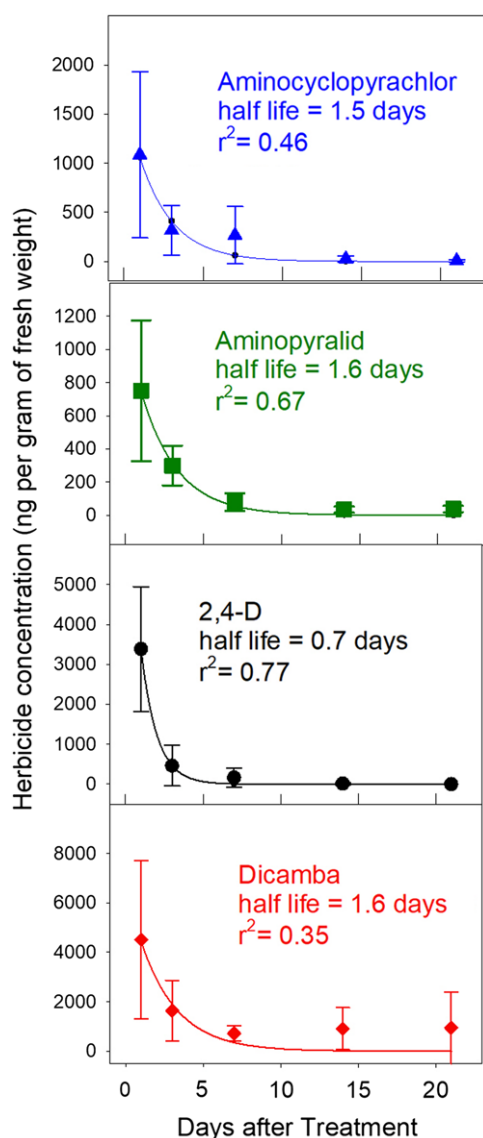 Herbicide concentration (ng per gram of fresh weight)
2000
1500
1000
500
0
Aminocyclopyrachlor
half life = 1.5 days
r²= 0.46
1200
1000
800
600
400
200
0
Aminopyralid
half life = 1.6 days
r²= 0.67
5000
4000
3000
2000
1000
0
2,4-D
half life = 0.7 days
r²= 0.77
8000
6000
4000
2000
0
Dicamba
half life = 1.6 days
r²= 0.35
0 5 10 15 20
Days after Treatment